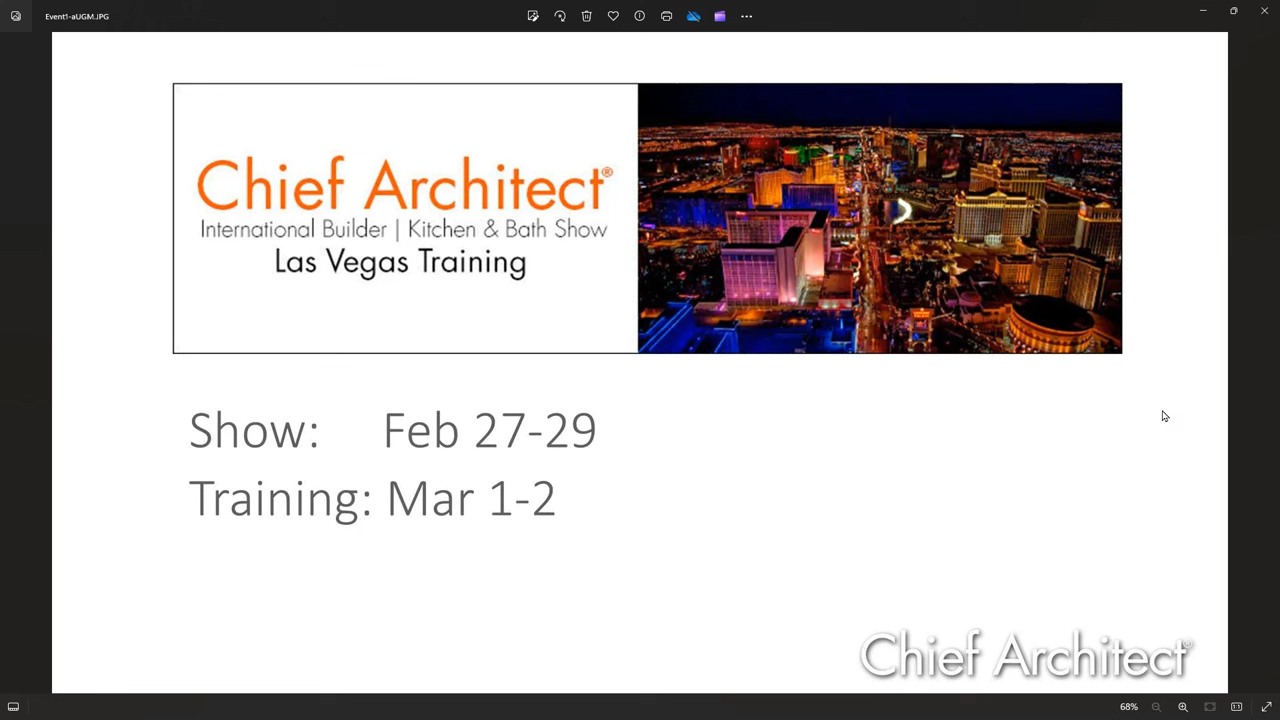 Event1-aUGM.JPG
Chief Architect®
International Builder | Kitchen & Bath Show
Las Vegas Training
Show: Feb 27-29
Training: Mar 1-2
Chief Architect®
68%